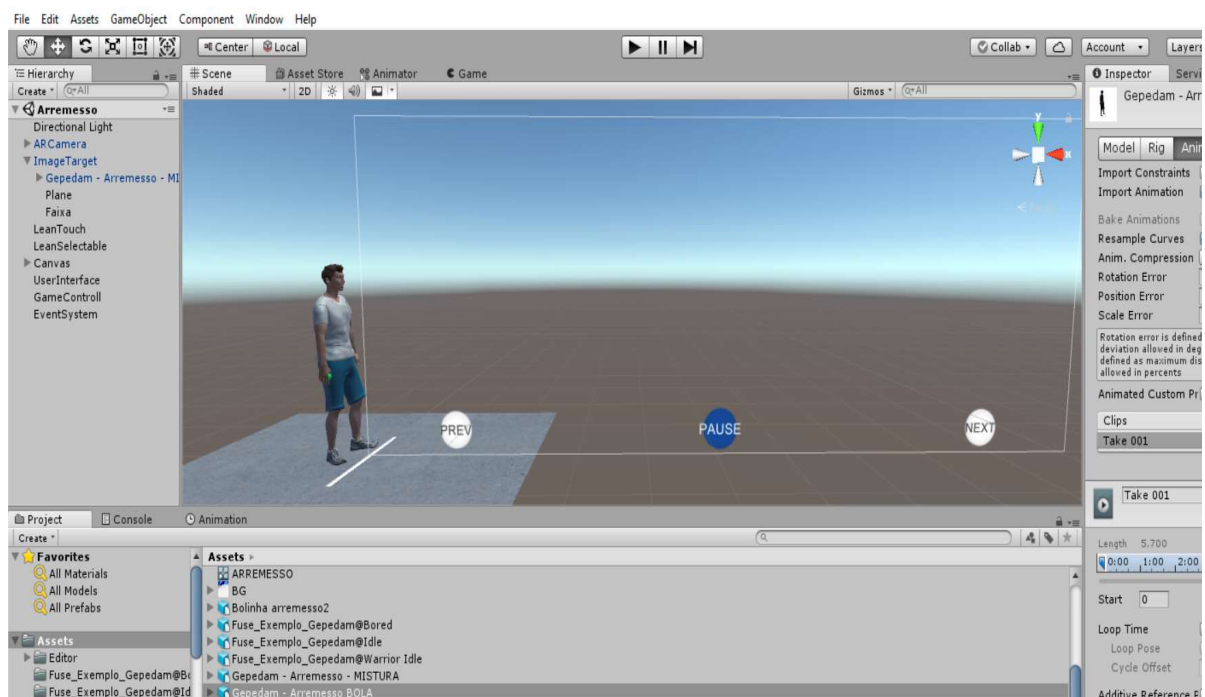 File Edit Assets GameObject Component Window Help
Center Local
Collab Account Layers
Hierarchy
Create All
Arremesso
Directional Light
ARCamera
ImageTarget
Gepedam - Arremesso - MI
Plane
Faixa
LeanTouch
LeanSelectable
Canvas
UserInterface
GameControll
EventSystem
Scene Asset Store Animator Game
Shaded 2D Gizmos All
y
x
PREV PAUSE NEXT
Inspector Servi
Gepedam - Arr
Model Rig Anim
Import Constraints
Import Animation
Bake Animations
Resample Curves
Anim. Compression
Rotation Error
Position Error
Scale Error
Rotation error is defined
deviation allowed in deg
defined as maximum dis
allowed in percents
Animated Custom Pr
Clips
Take 001
Take 001
Length 5.700
0:00 1:00 2:00
Start 0
Loop Time
Loop Pose
Cycle Offset
Additive Reference P
Project Console Animation
Create
Favorites
All Materials
All Models
All Prefabs
Assets
Editor
Fuse_Exemplo_Gepedam@Bo
Fuse_Exemplo_Gepedam@Id
Assets
ARREMESSO
BG
Bolinha arremesso2
Fuse_Exemplo_Gepedam@Bored
Fuse_Exemplo_Gepedam@Idle
Fuse_Exemplo_Gepedam@Warrior Idle
Gepedam - Arremesso - MISTURA
Gepedam - Arremesso BOLA